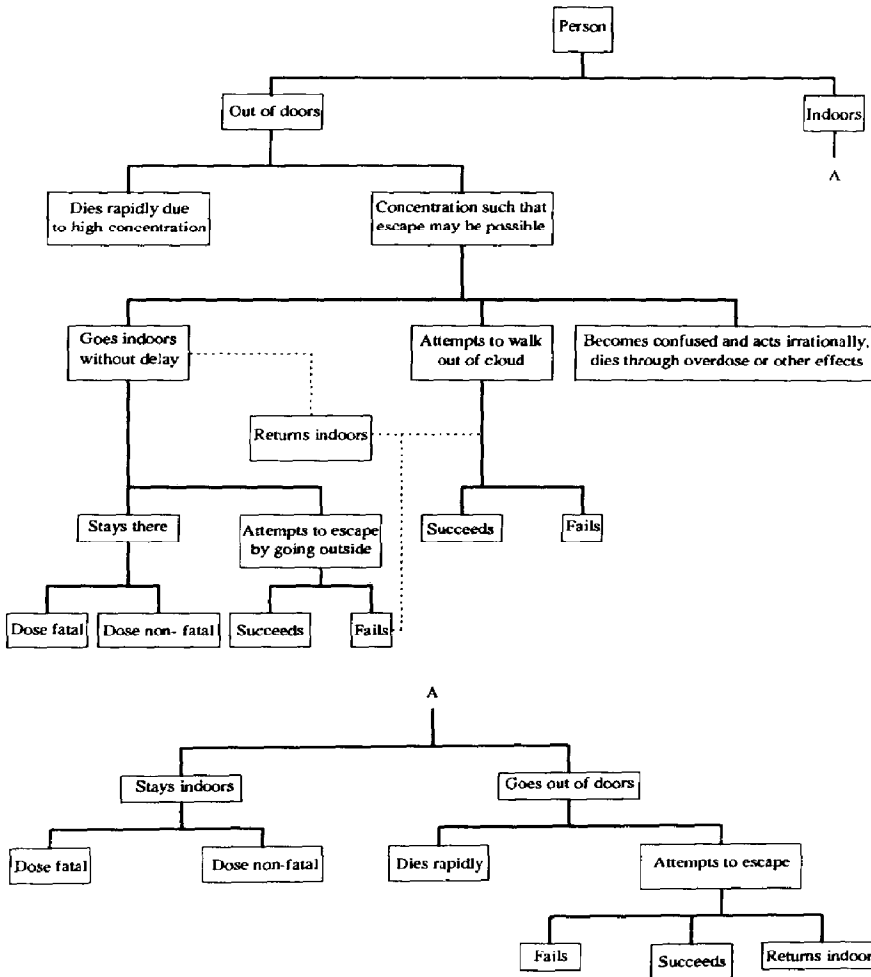 Person
Out of doors
Indoors
A
Dies rapidly due
to high concentration
Concentration such that
escape may be possible
Goes indoors
without delay
Attempts to walk
out of cloud
Becomes confused and acts irrationally,
dies through overdose or other effects
Returns indoors
Stays there
Attempts to escape
by going outside
Succeeds
Fails
Dose fatal
Dose non- fatal
Succeeds
Fails
A
Stays indoors
Goes out of doors
Dose fatal
Dose non-fatal
Dies rapidly
Attempts to escape
Fails
Succeeds
Returns indoor